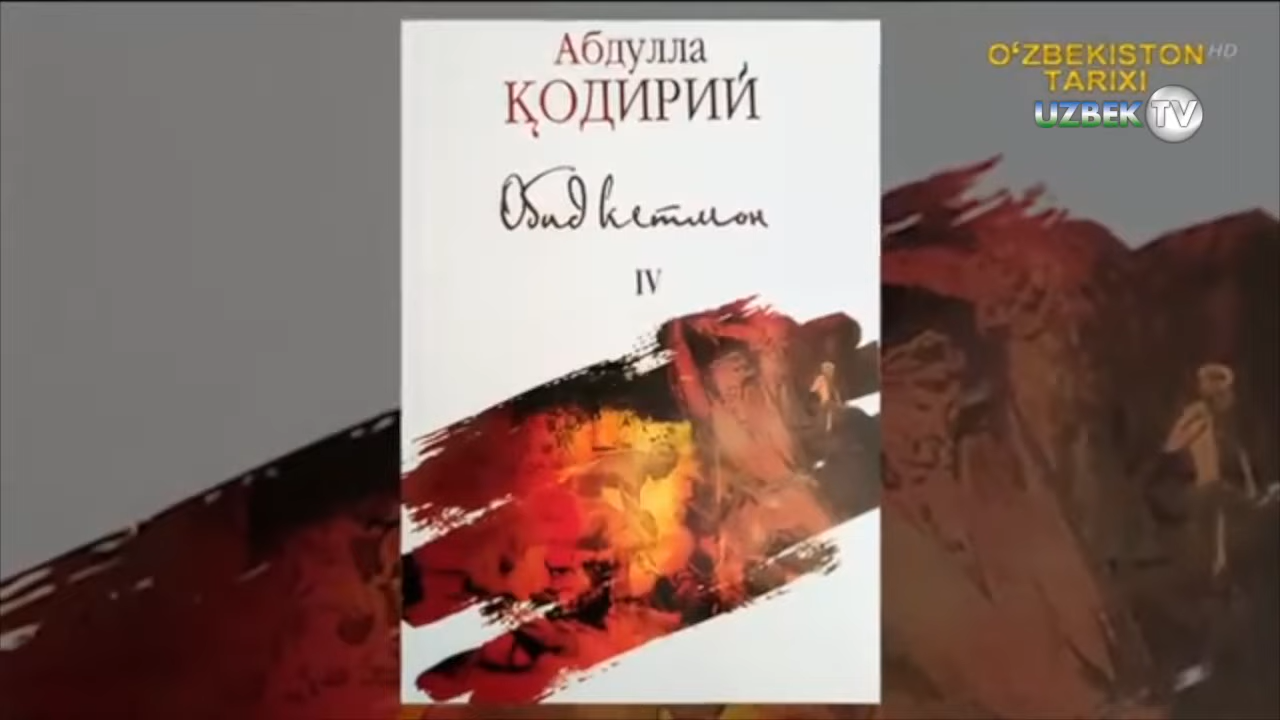 Абдулла
ҚОДИРИЙ
Обид кетмон
IV
O‘ZBEKISTON HD
TARIXI
UZBEK TV